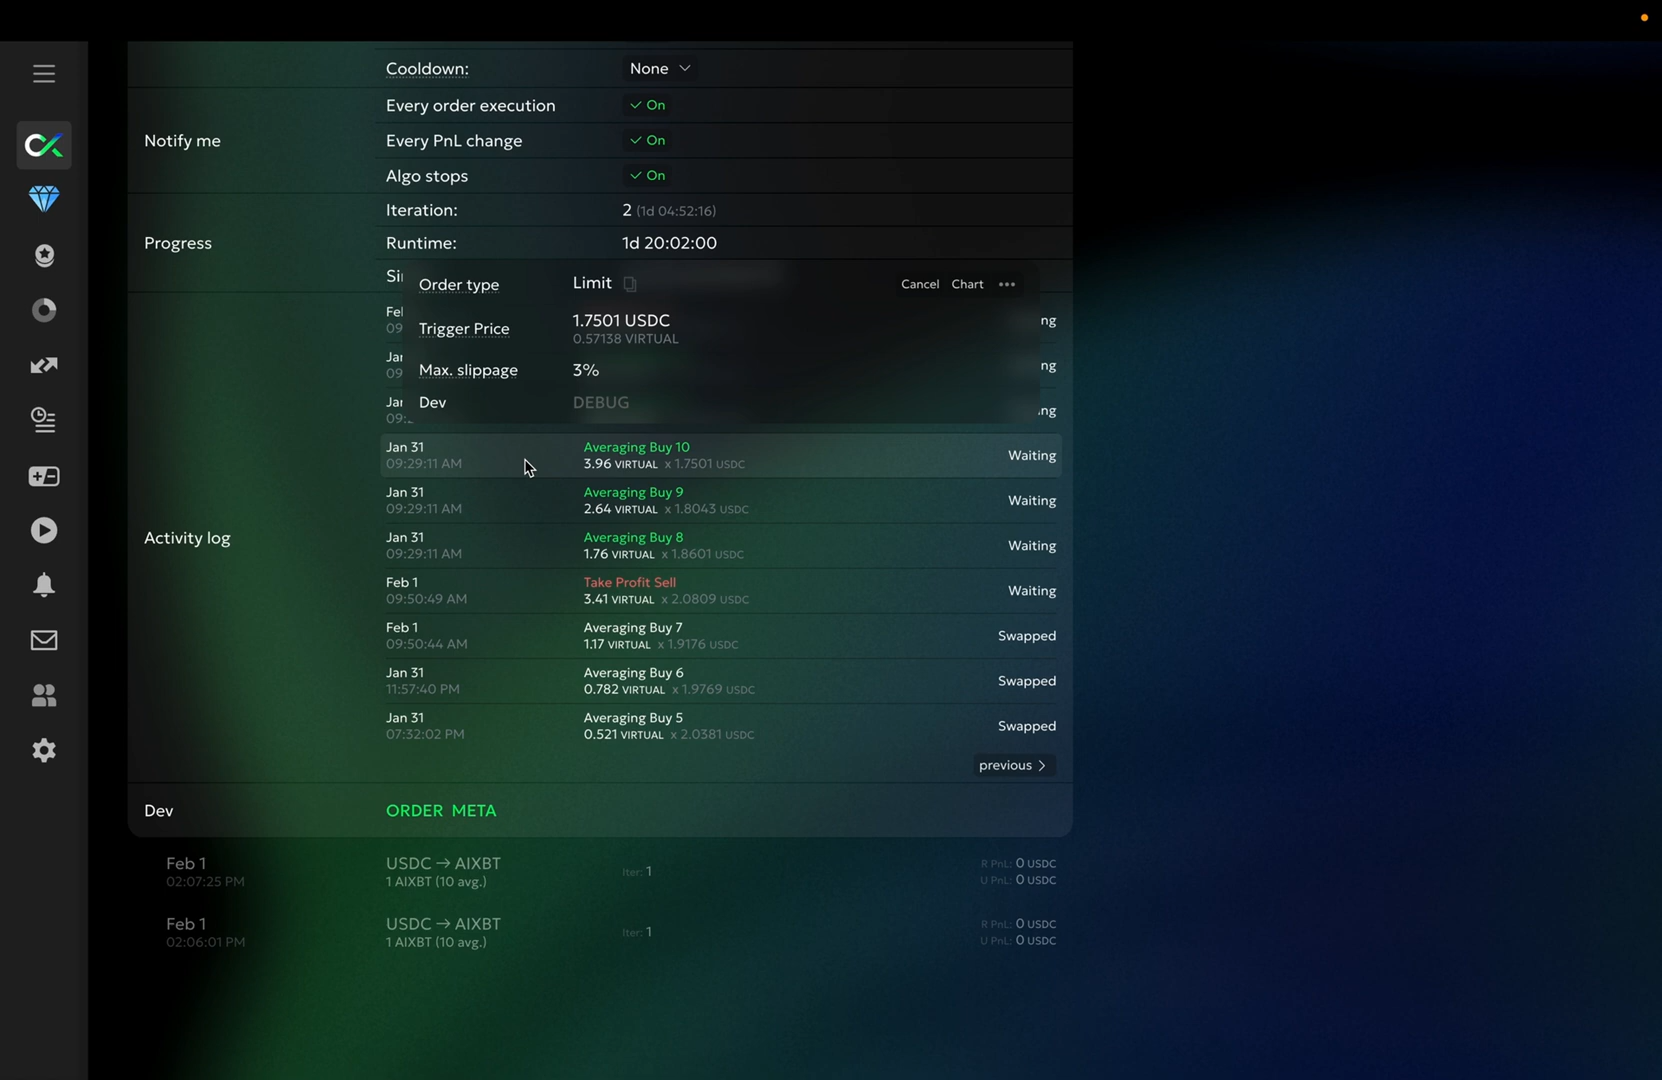 Cooldown: None
Notify me
Every order execution On
Every PnL change On
Algo stops On
Progress
Iteration: 2 (1d 04:52:16)
Runtime: 1d 20:02:00
Order type Limit Cancel Chart •••
Trigger Price 1.7501 USDC
0.57138 VIRTUAL
Max. slippage 3%
Dev DEBUG
Activity log
Jan 31 Averaging Buy 10
09:29:11 AM 3.96 VIRTUAL x 1.7501 USDC Waiting
Jan 31 Averaging Buy 9
09:29:11 AM 2.64 VIRTUAL x 1.8043 USDC Waiting
Jan 31 Averaging Buy 8
09:29:11 AM 1.76 VIRTUAL x 1.8601 USDC Waiting
Feb 1 Take Profit Sell
09:50:49 AM 3.41 VIRTUAL x 2.0809 USDC Waiting
Feb 1 Averaging Buy 7
09:50:44 AM 1.17 VIRTUAL x 1.9176 USDC Swapped
Jan 31 Averaging Buy 6
11:57:40 PM 0.782 VIRTUAL x 1.9769 USDC Swapped
Jan 31 Averaging Buy 5
07:32:02 PM 0.521 VIRTUAL x 2.0381 USDC Swapped
previous >
Dev ORDER META
Feb 1 USDC → AIXBT R PnL: 0 USDC
02:07:25 PM 1 AIXBT (10 avg.) Iter: 1 U PnL: 0 USDC
Feb 1 USDC → AIXBT R PnL: 0 USDC
02:06:01 PM 1 AIXBT (10 avg.) Iter: 1 U PnL: 0 USDC